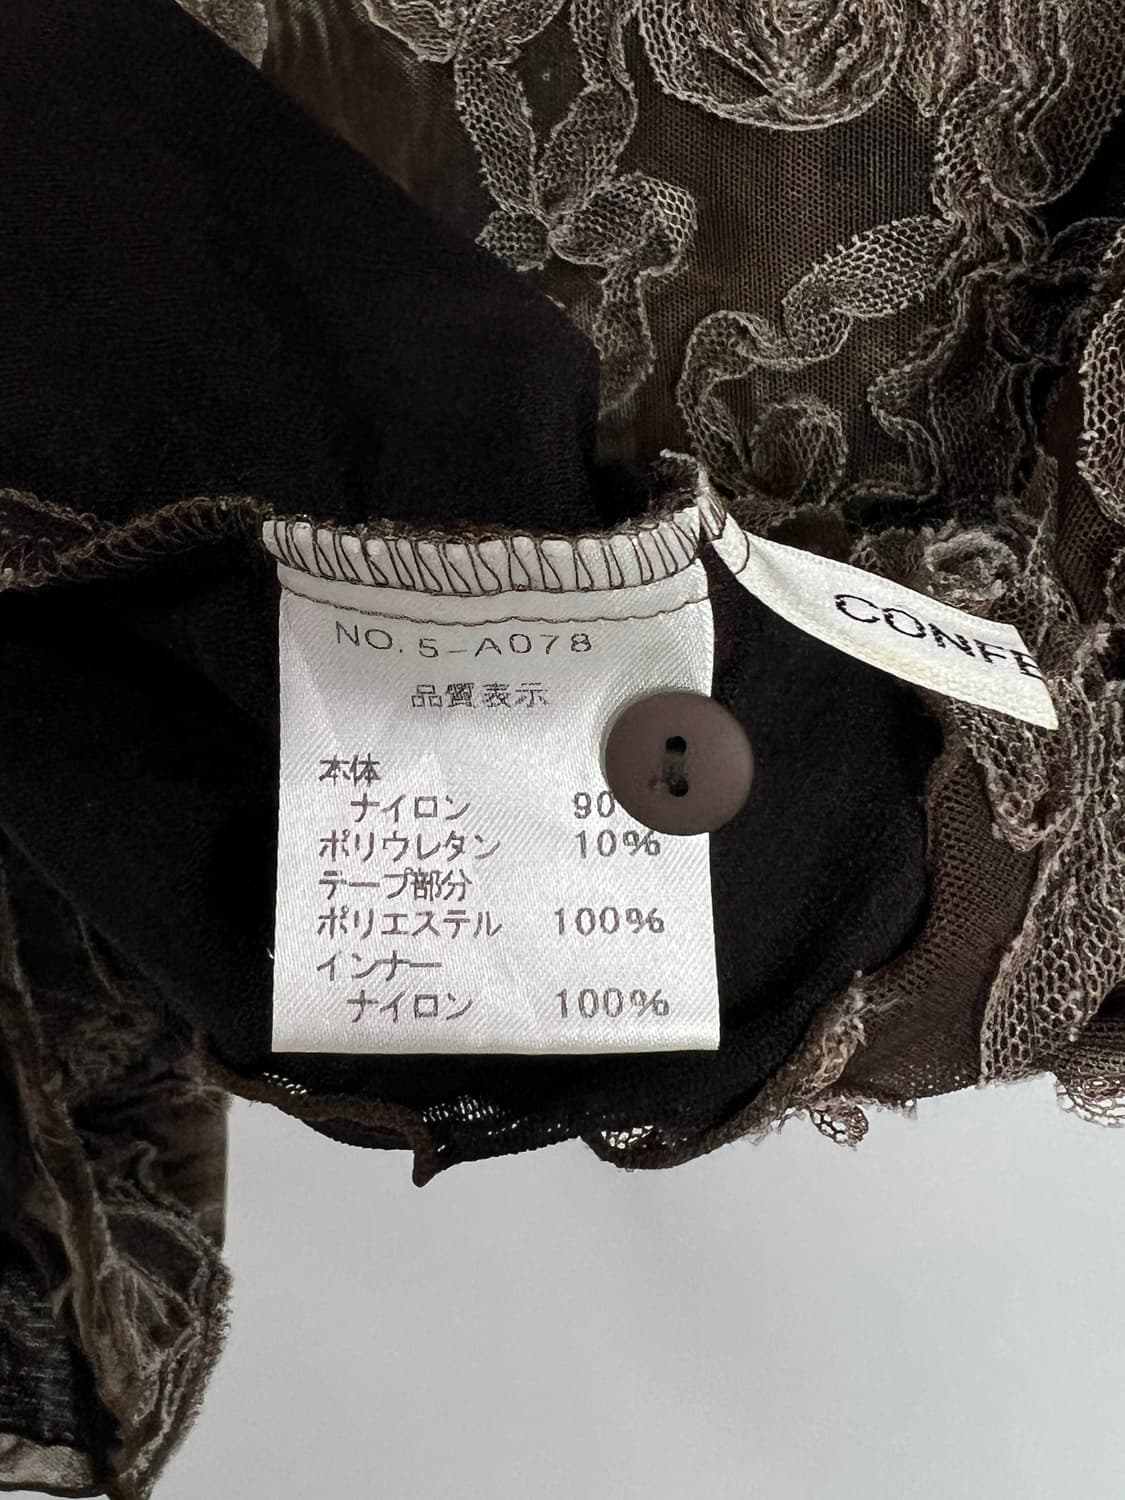 NO. 5-A078
品質表示
本体
ナイロン 90
ポリウレタン 10%
テープ部分
ポリエステル 100%
インナー
ナイロン 100%
CONFE